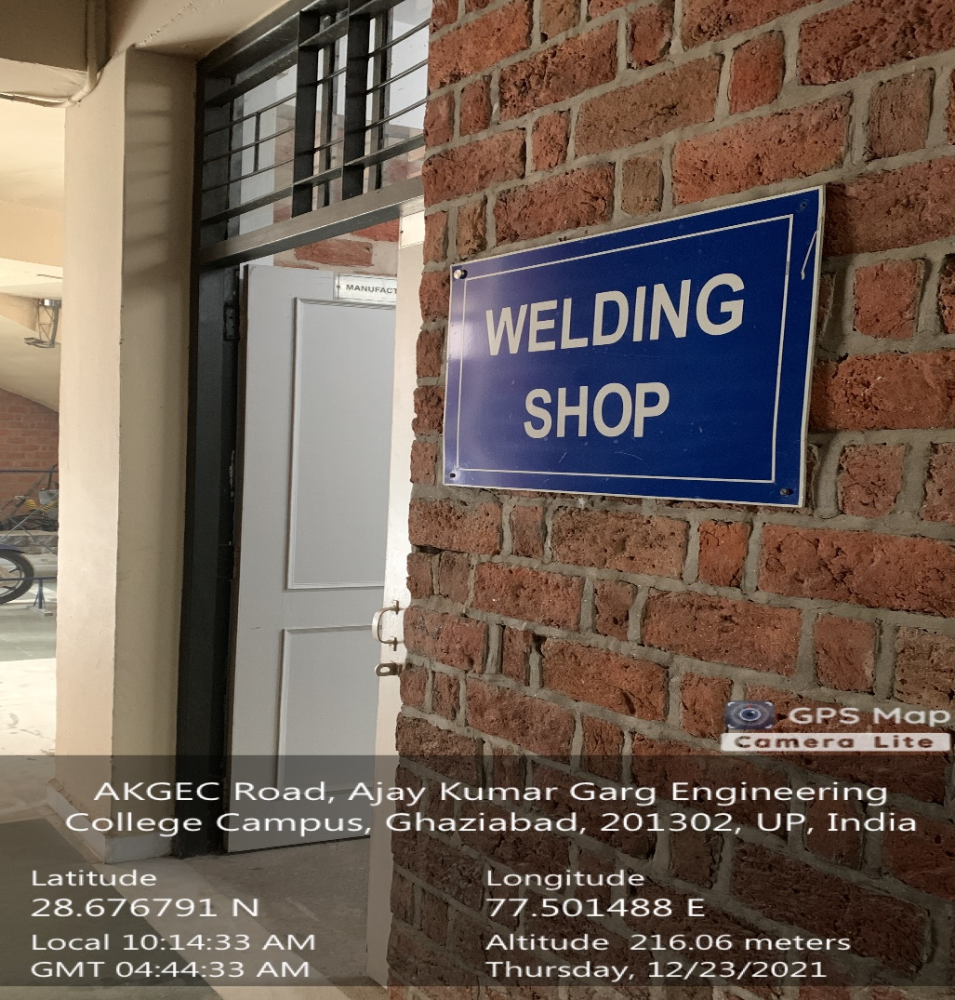 MANUFACT
WELDING
SHOP
GPS Map
Camera Lite
AKGEC Road, Ajay Kumar Garg Engineering
College Campus, Ghaziabad, 201302, UP, India
Latitude
28.676791 N
Longitude
77.501488 E
Local 10:14:33 AM
Altitude 216.06 meters
GMT 04:44:33 AM
Thursday, 12/23/2021